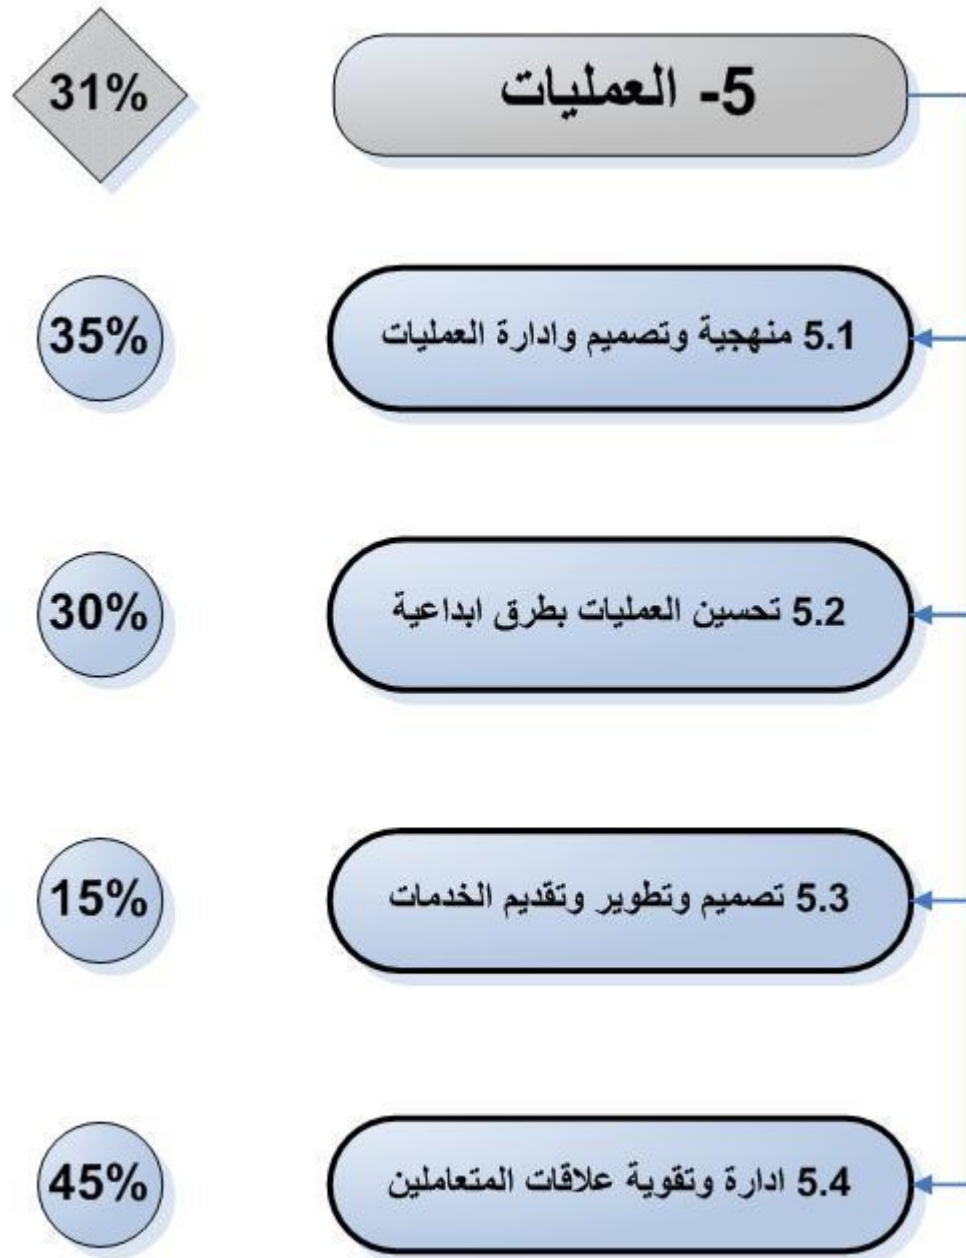 5- العمليات
31%
5.1 منهجية وتصميم وادارة العمليات
35%
5.2 تحسين العمليات بطرق ابداعية
30%
5.3 تصميم وتطوير وتقديم الخدمات
15%
5.4 ادارة وتقوية علاقات المتعاملين
45%